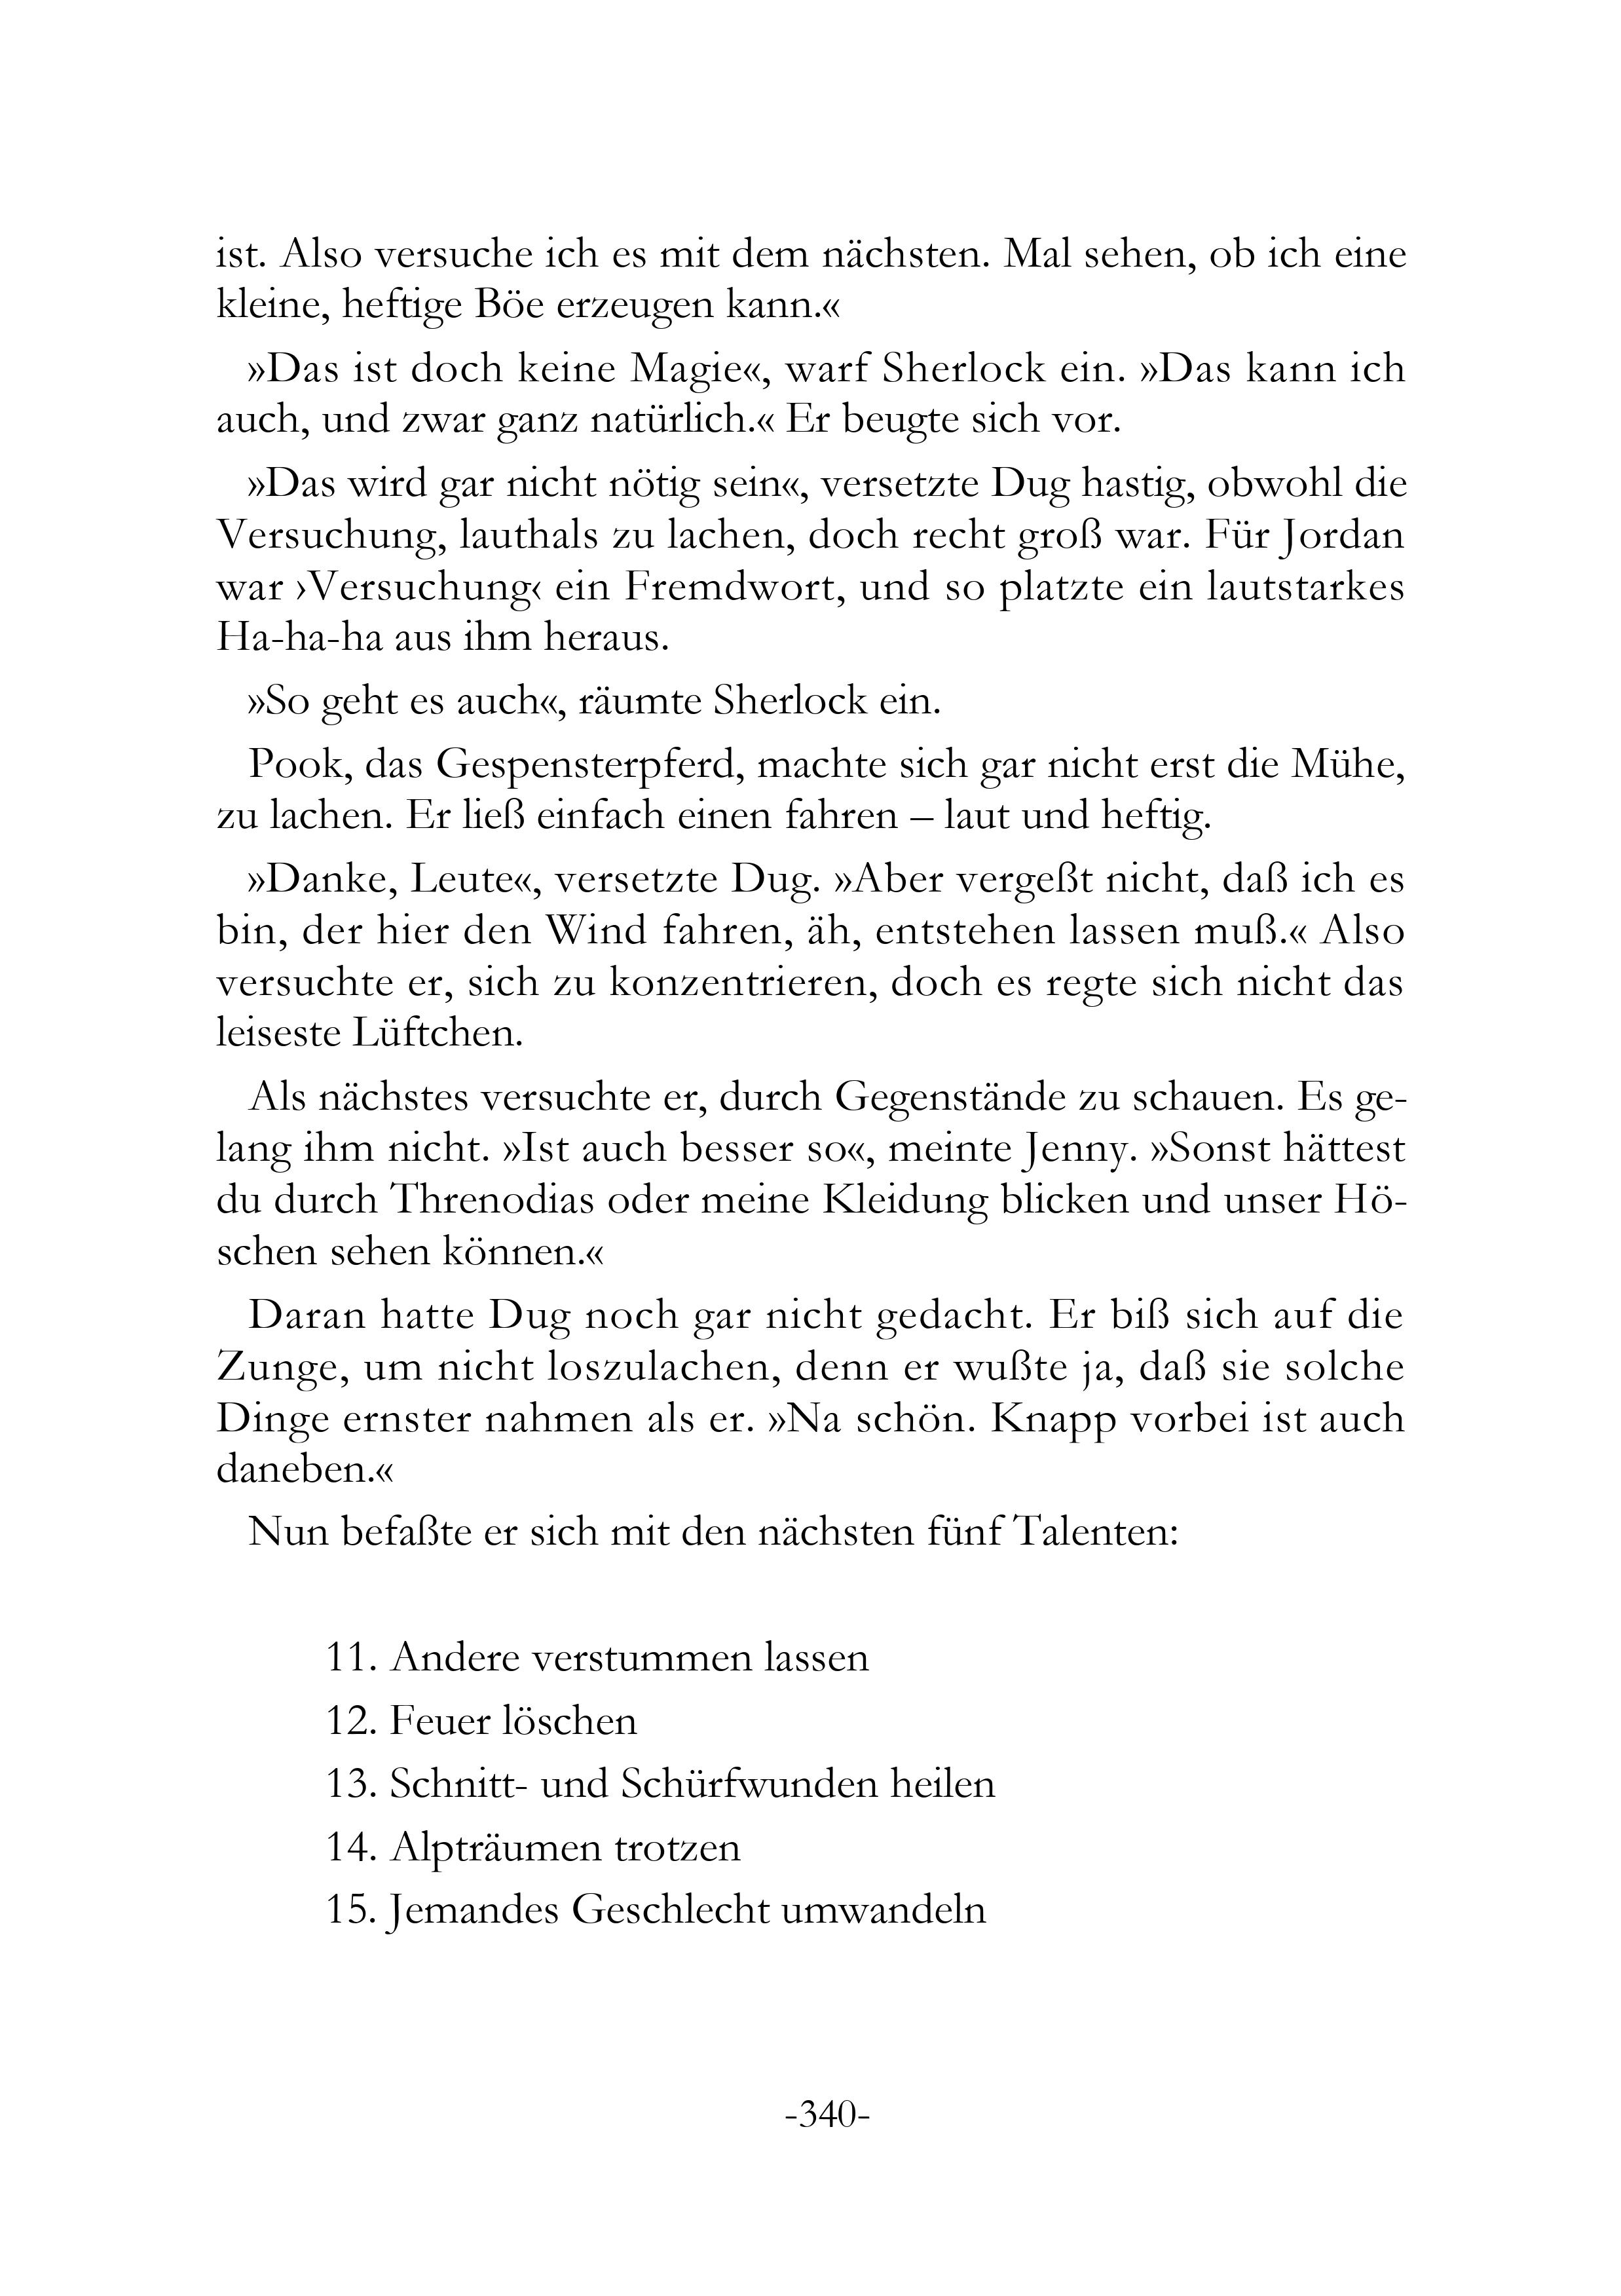 ist. Also versuche ich es mit dem nächsten. Mal sehen, ob ich eine
kleine, heftige Böe erzeugen kann.«
»Das ist doch keine Magie«, warf Sherlock ein. »Das kann ich
auch, und zwar ganz natürlich.« Er beugte sich vor.
»Das wird gar nicht nötig sein«, versetzte Dug hastig, obwohl die
Versuchung, lauthals zu lachen, doch recht groß war. Für Jordan
war ›Versuchung‹ ein Fremdwort, und so platzte ein lautstarkes
Ha-ha-ha aus ihm heraus.
»So geht es auch«, räumte Sherlock ein.
Pook, das Gespensterpferd, machte sich gar nicht erst die Mühe,
zu lachen. Er ließ einfach einen fahren – laut und heftig.
»Danke, Leute«, versetzte Dug. »Aber vergeßt nicht, daß ich es
bin, der hier den Wind fahren, äh, entstehen lassen muß.« Also
versuchte er, sich zu konzentrieren, doch es regte sich nicht das
leiseste Lüftchen.
Als nächstes versuchte er, durch Gegenstände zu schauen. Es ge-
lang ihm nicht. »Ist auch besser so«, meinte Jenny. »Sonst hättest
du durch Threnodias oder meine Kleidung blicken und unser Hö-
schen sehen können.«
Daran hatte Dug noch gar nicht gedacht. Er biß sich auf die
Zunge, um nicht loszulachen, denn er wußte ja, daß sie solche
Dinge ernster nahmen als er. »Na schön. Knapp vorbei ist auch
daneben.«
Nun befaßte er sich mit den nächsten fünf Talenten:
11. Andere verstummen lassen
12. Feuer löschen
13. Schnitt- und Schürfwunden heilen
14. Alpträumen trotzen
15. Jemandes Geschlecht umwandeln
-340-